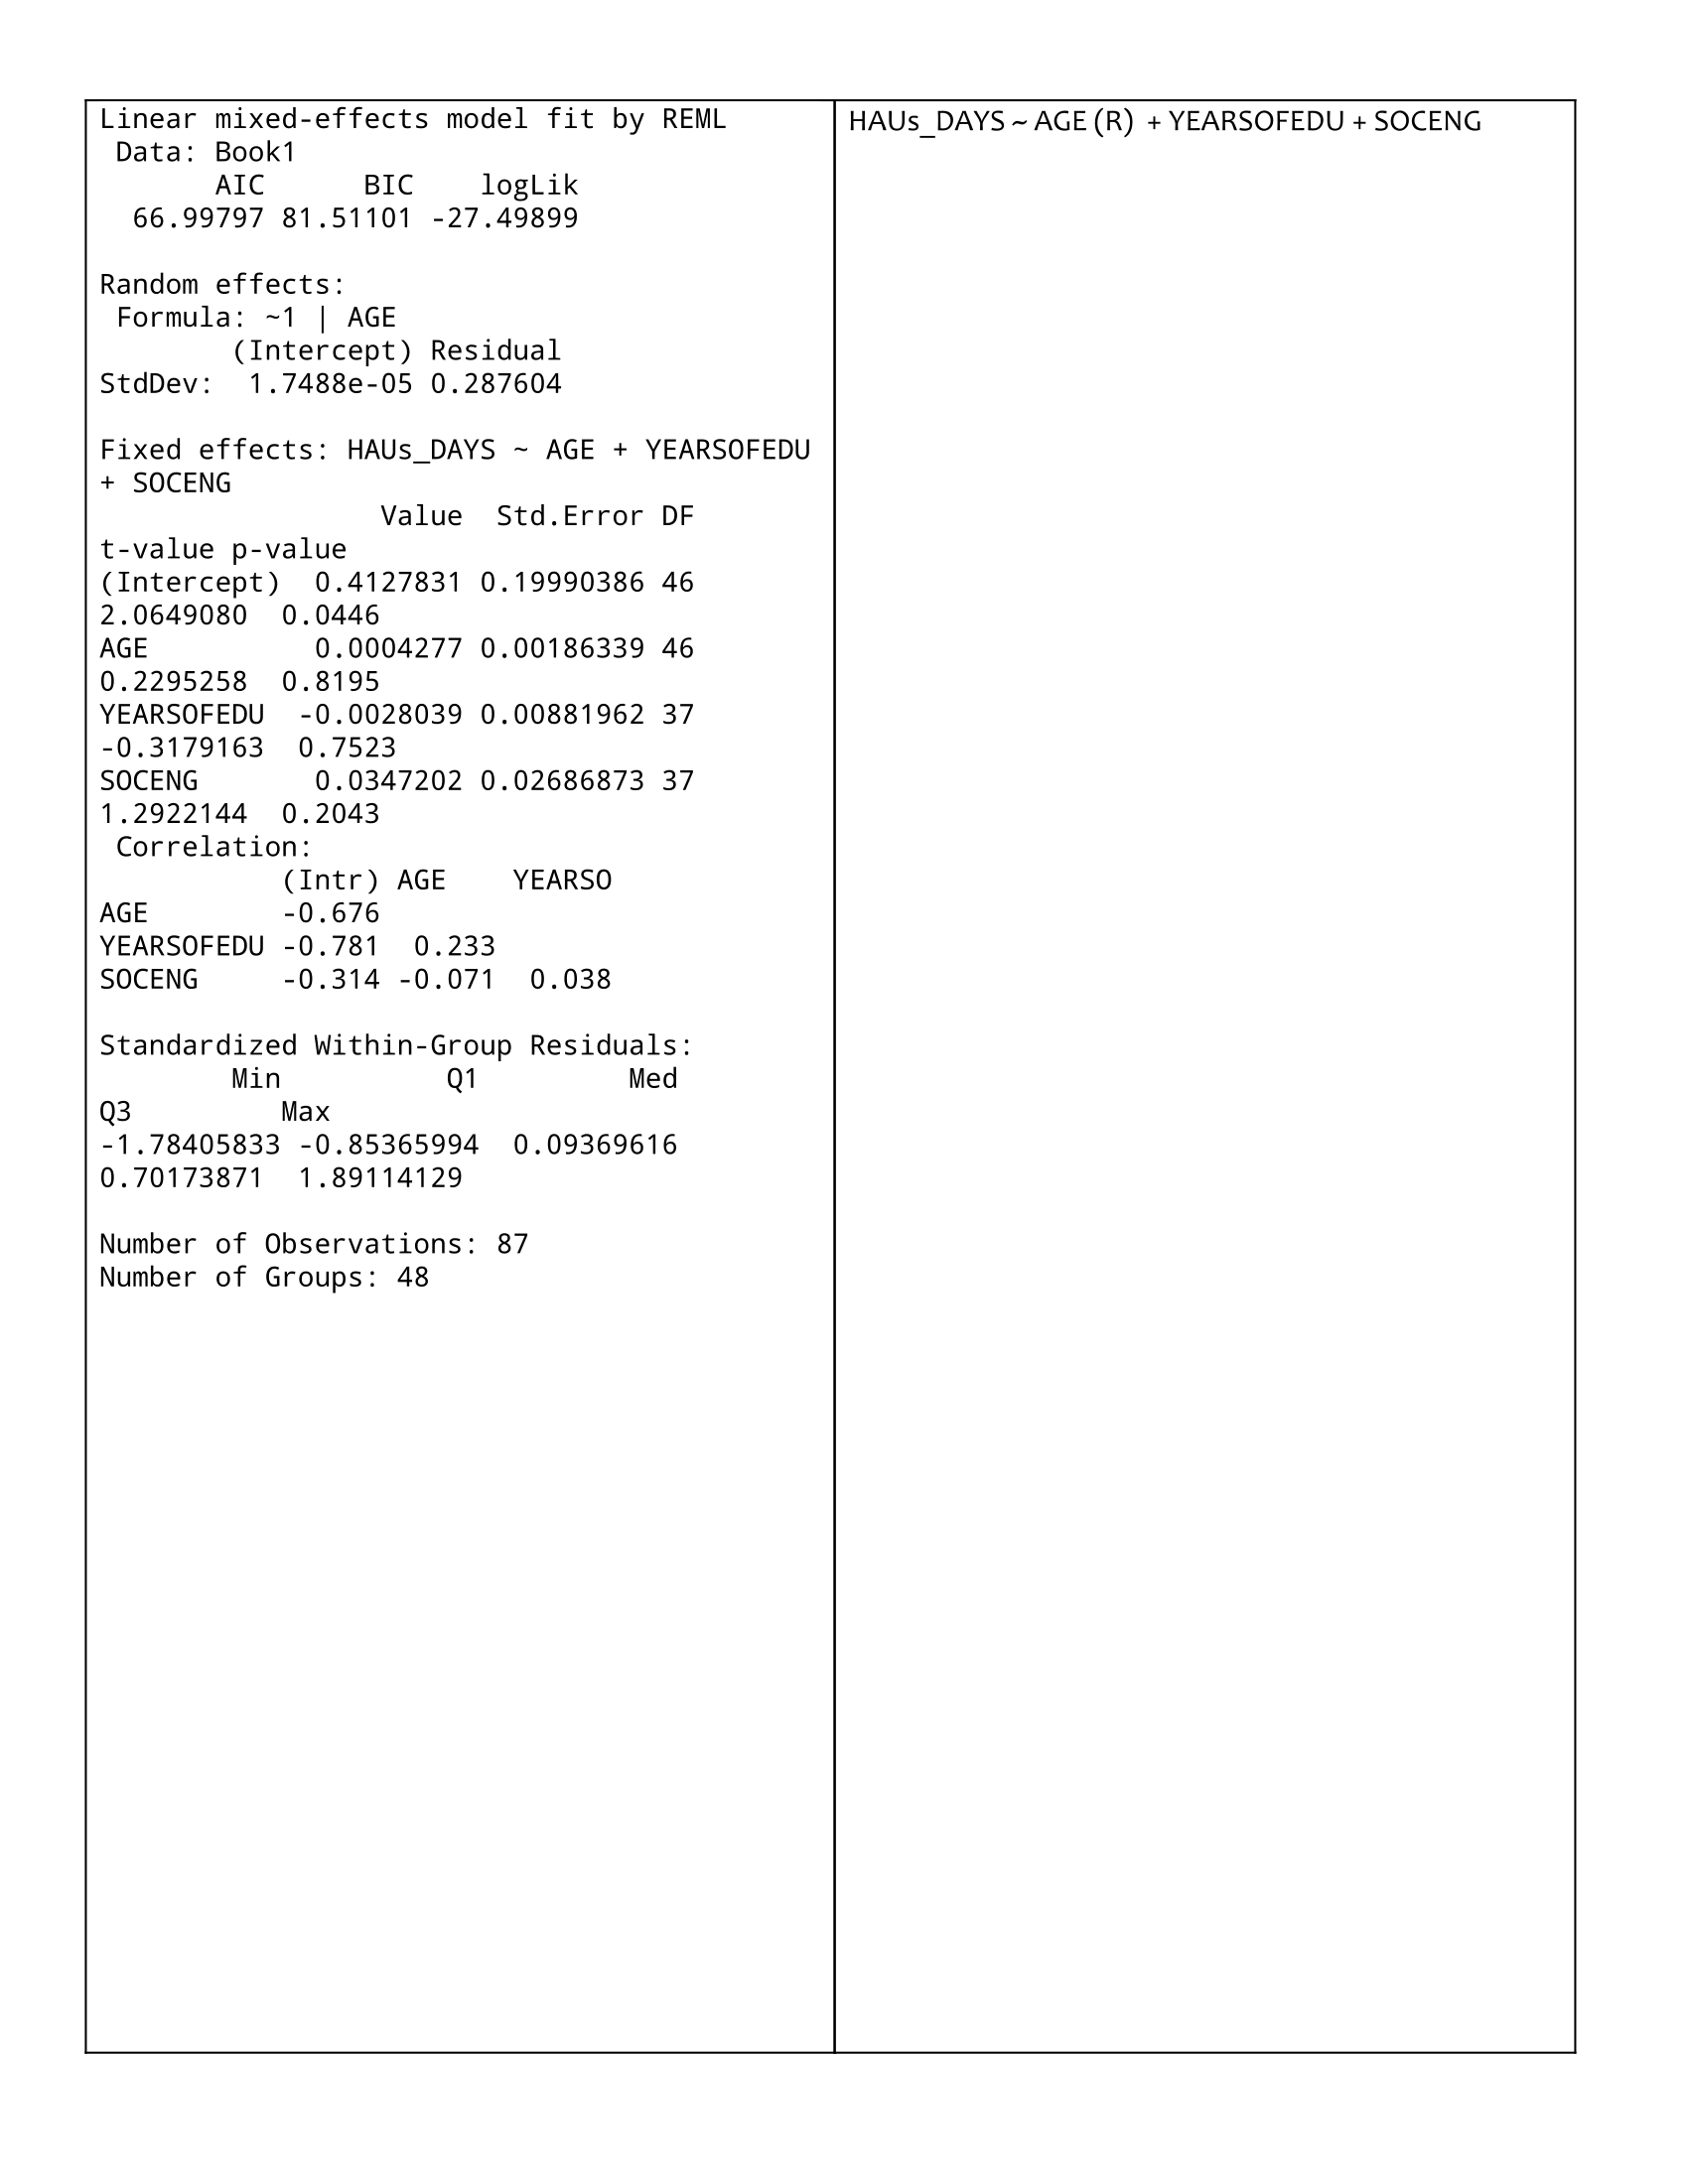 Linear mixed-effects model fit by REML
 Data: Book1
       AIC      BIC    logLik
  66.99797 81.51101 -27.49899

Random effects:
 Formula: ~1 | AGE
        (Intercept) Residual
StdDev:  1.7488e-05 0.287604

Fixed effects: HAUs_DAYS ~ AGE + YEARSOFEDU
+ SOCENG
                 Value  Std.Error DF
t-value p-value
(Intercept)  0.4127831 0.19990386 46
2.0649080  0.0446
AGE          0.0004277 0.00186339 46
0.2295258  0.8195
YEARSOFEDU  -0.0028039 0.00881962 37
-0.3179163  0.7523
SOCENG       0.0347202 0.02686873 37
1.2922144  0.2043
 Correlation:
           (Intr) AGE    YEARSO
AGE        -0.676
YEARSOFEDU -0.781  0.233
SOCENG     -0.314 -0.071  0.038

Standardized Within-Group Residuals:
        Min          Q1         Med
Q3         Max
-1.78405833 -0.85365994  0.09369616
0.70173871  1.89114129

Number of Observations: 87
Number of Groups: 48
HAUs_DAYS ~ AGE (R) + YEARSOFEDU + SOCENG